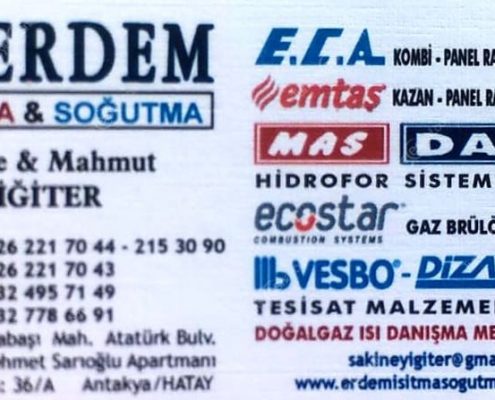 ERDEM
A & SOĞUTMA
e & Mahmut
İĞİTER
26 221 70 44 - 215 30 90
26 221 70 43
32 495 71 49
32 778 66 91
abaşı Mah. Atatürk Bulv.
ehmet Sarıoğlu Apartmanı
: 36/A Antakya/HATAY
E.C.A. KOMBİ - PANEL RA
emtaş KAZAN - PANEL RA
MAS DA
HİDROFOR SİSTEM
ecostar GAZ BRÜLÖ
COMBUSTION SYSTEMS
VESBO - DİZA
TESİSAT MALZEME
DOĞALGAZ ISI DANIŞMA ME
sakineyigiter@gma
www.erdemisitmasogutm